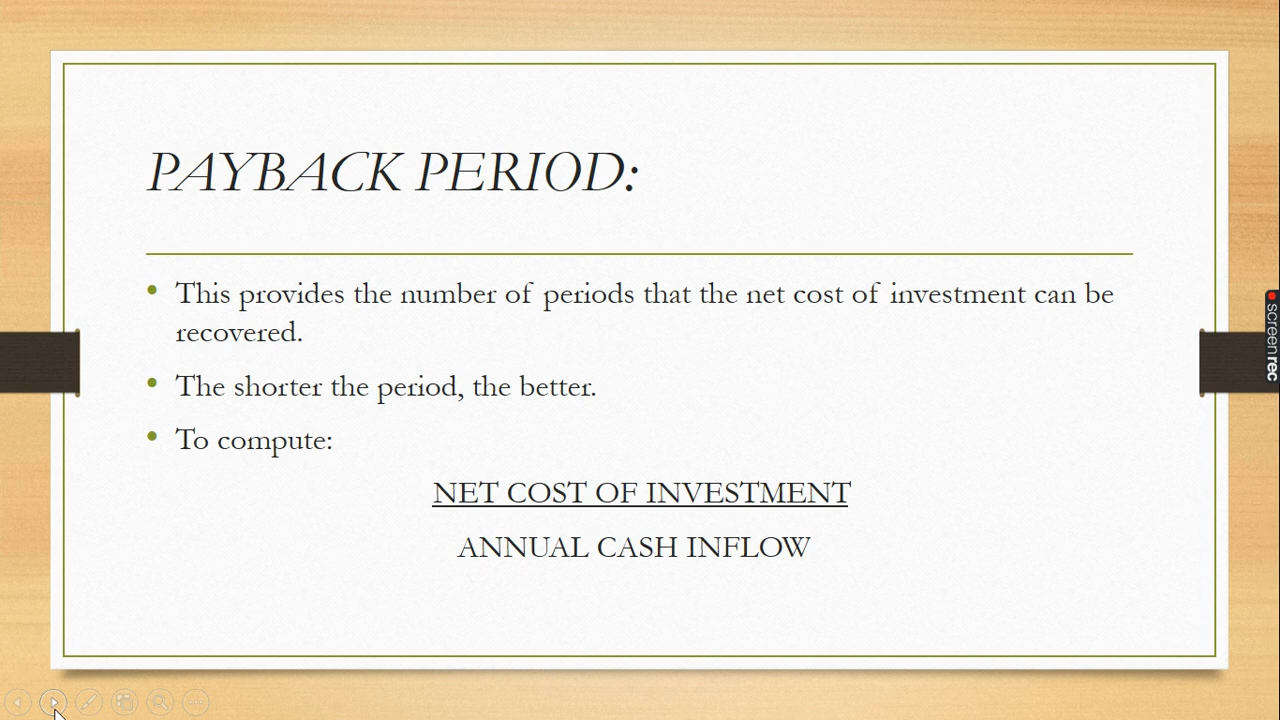 PAYBACK PERIOD:
This provides the number of periods that the net cost of investment can be
recovered.
The shorter the period, the better.
To compute:
NET COST OF INVESTMENT
ANNUAL CASH INFLOW
screenrec